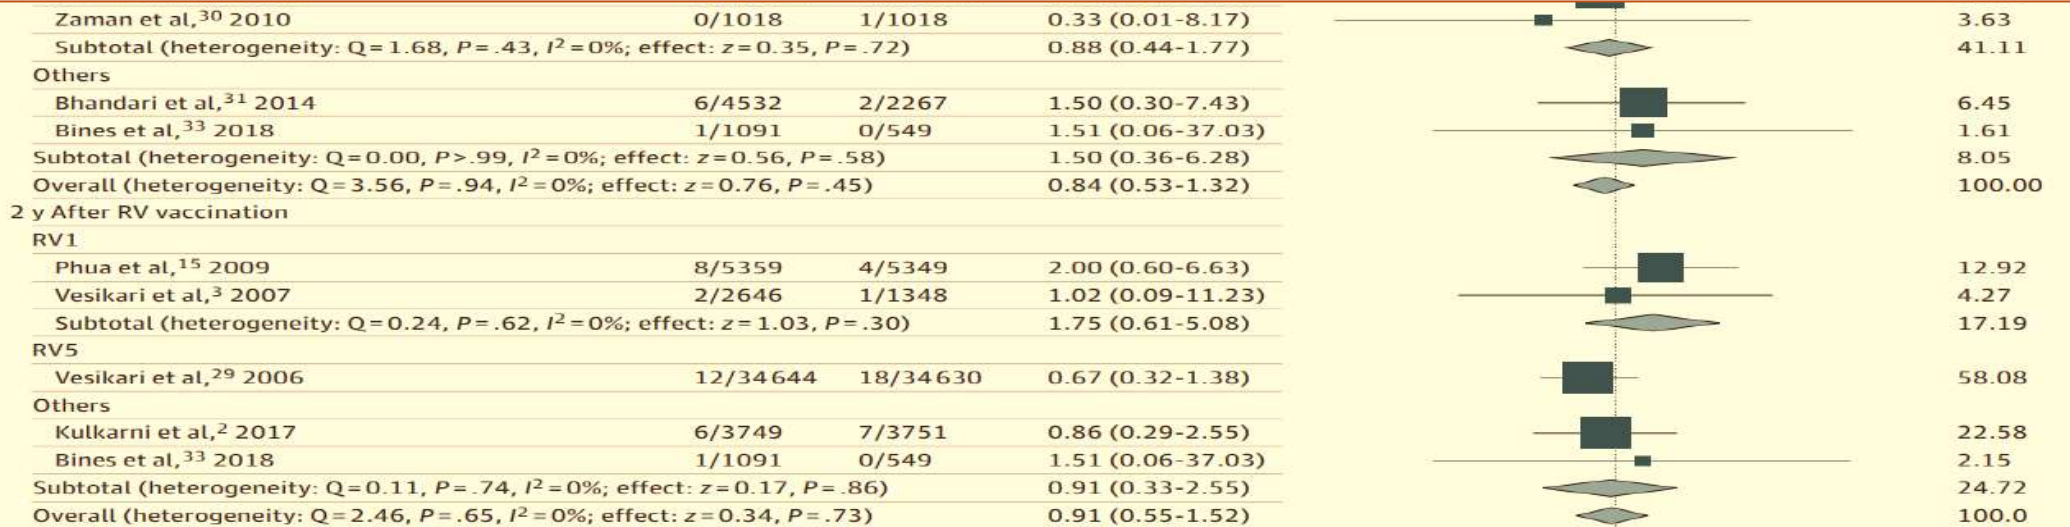 Zaman et al,30 2010 0/1018 1/1018 0.33 (0.01-8.17) 3.63
Subtotal (heterogeneity: Q=1.68, P=.43, I2=0%; effect: z=0.35, P=.72) 0.88 (0.44-1.77) 41.11
Others
Bhandari et al,31 2014 6/4532 2/2267 1.50 (0.30-7.43) 6.45
Bines et al,33 2018 1/1091 0/549 1.51 (0.06-37.03) 1.61
Subtotal (heterogeneity: Q=0.00, P>.99, I2=0%; effect: z=0.56, P=.58) 1.50 (0.36-6.28) 8.05
Overall (heterogeneity: Q=3.56, P=.94, I2=0%; effect: z=0.76, P=.45) 0.84 (0.53-1.32) 100.00
2 y After RV vaccination
RV1
Phua et al,15 2009 8/5359 4/5349 2.00 (0.60-6.63) 12.92
Vesikari et al,3 2007 2/2646 1/1348 1.02 (0.09-11.23) 4.27
Subtotal (heterogeneity: Q=0.24, P=.62, I2=0%; effect: z=1.03, P=.30) 1.75 (0.61-5.08) 17.19
RV5
Vesikari et al,29 2006 12/34644 18/34630 0.67 (0.32-1.38) 58.08
Others
Kulkarni et al,2 2017 6/3749 7/3751 0.86 (0.29-2.55) 22.58
Bines et al,33 2018 1/1091 0/549 1.51 (0.06-37.03) 2.15
Subtotal (heterogeneity: Q=0.11, P=.74, I2=0%; effect: z=0.17, P=.86) 0.91 (0.33-2.55) 24.72
Overall (heterogeneity: Q=2.46, P=.65, I2=0%; effect: z=0.34, P=.73) 0.91 (0.55-1.52) 100.0